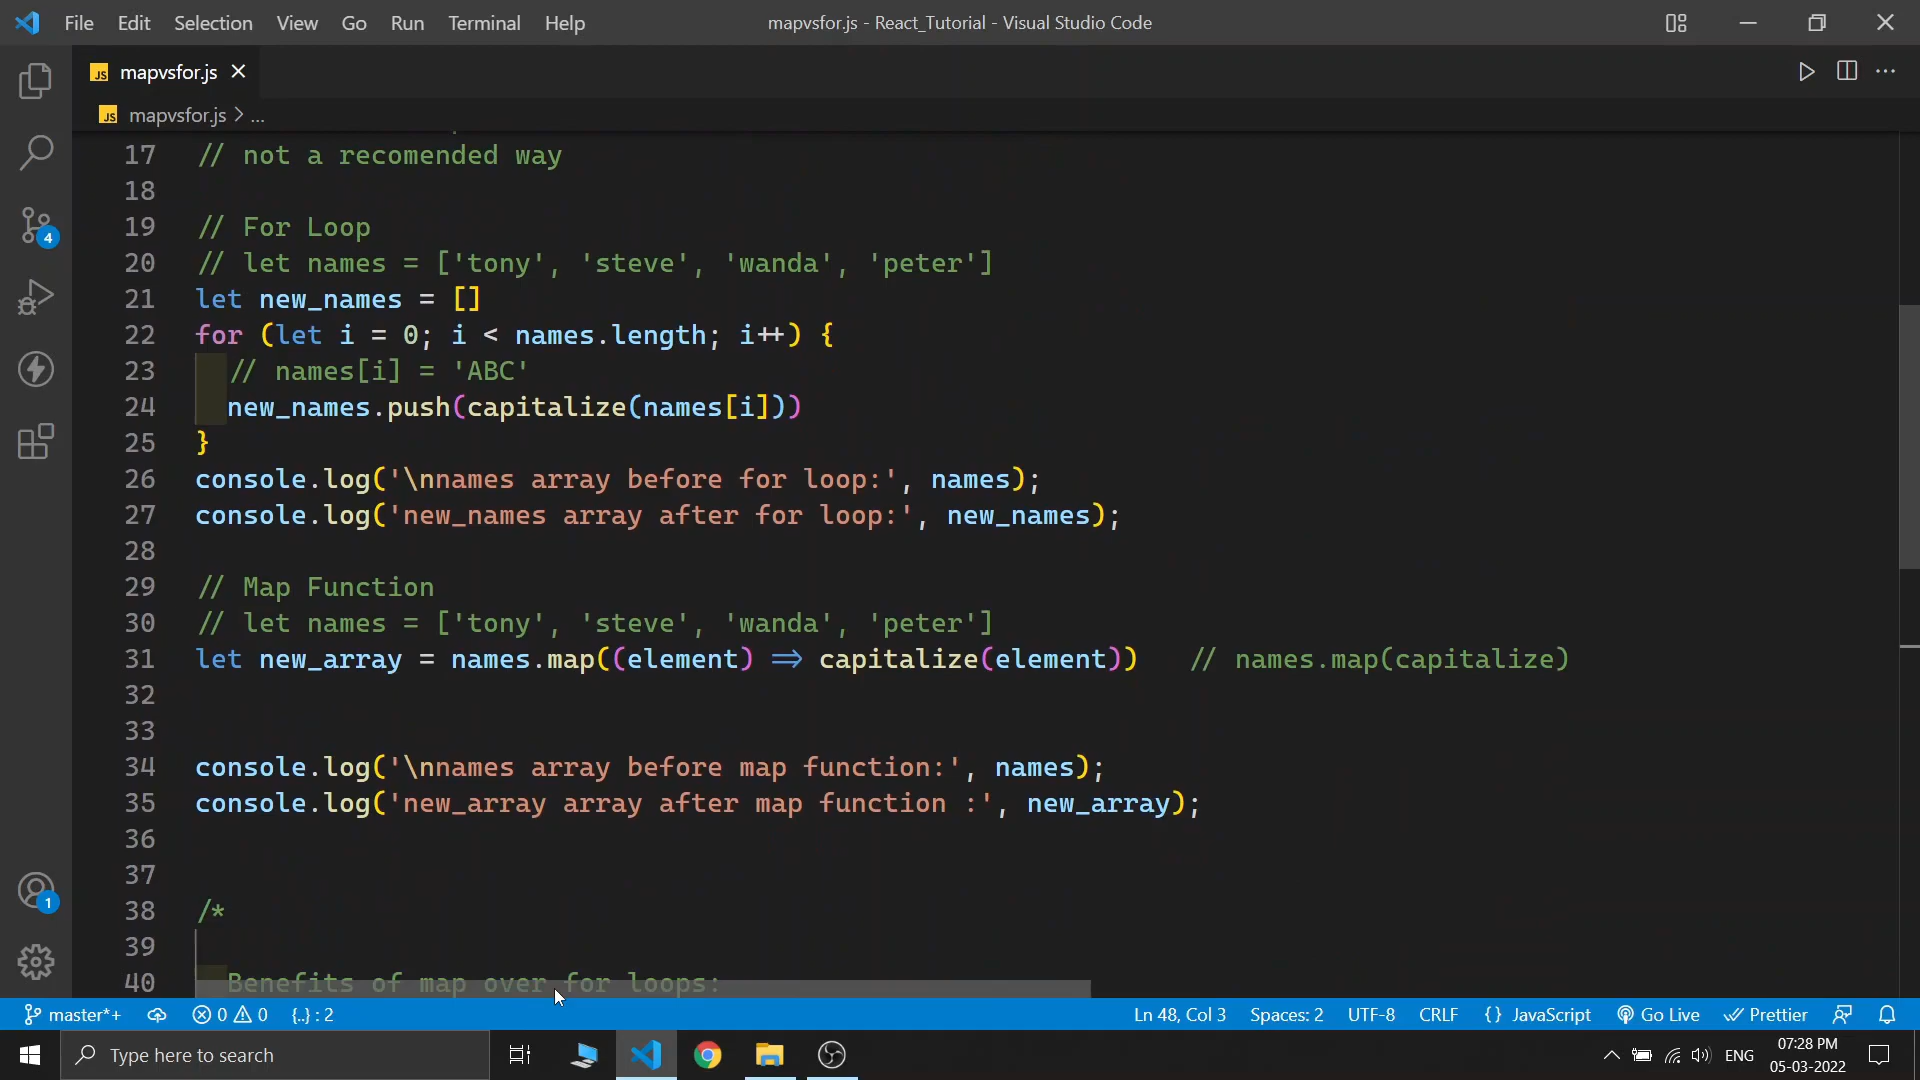 File Edit Selection View Go Run Terminal Help mapvsfor.js - React_Tutorial - Visual Studio Code
JS mapvsfor.js
JS mapvsfor.js > ...
17 // not a recomended way
18
19 // For Loop
20 // let names = ['tony', 'steve', 'wanda', 'peter']
21 let new_names = []
22 for (let i = 0; i < names.length; i++) {
23 // names[i] = 'ABC'
24 new_names.push(capitalize(names[i]))
25 }
26 console.log('\nnames array before for loop:', names);
27 console.log('new_names array after for loop:', new_names);
28
29 // Map Function
30 // let names = ['tony', 'steve', 'wanda', 'peter']
31 let new_array = names.map((element) => capitalize(element)) // names.map(capitalize)
32
33
34 console.log('\nnames array before map function:', names);
35 console.log('new_array array after map function :', new_array);
36
37
38 /*
39
40 Benefits of map over for loops:
4
1
master*+ 0 0 {..} : 2 Ln 48, Col 3 Spaces: 2 UTF-8 CRLF {} JavaScript Go Live Prettier
Type here to search ENG 07:28 PM
05-03-2022